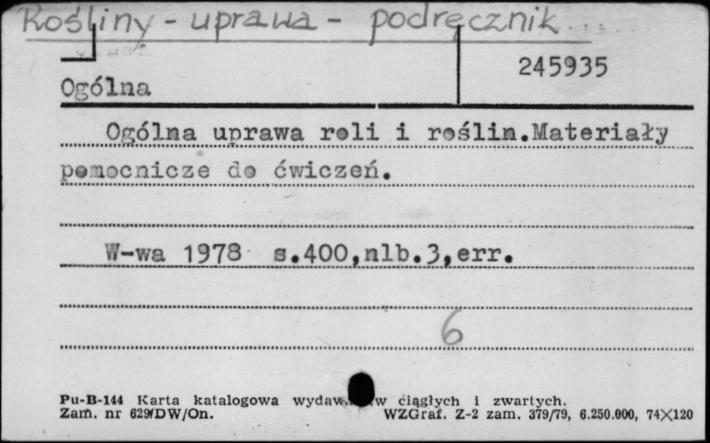 Rośliny - uprawa - podręcznik
245935
Ogólna
Ogólna uprawa roli i roślin.Materiały
pomocnicze do ćwiczeń.
W-wa 1978 s.400,nlb.3,err.
6
Pu-B-144 Karta katalogowa ciągłych i zwartych.
Zam. nr 629/DW/On. WZGraf. Z-2 zam. 379/79, 6.250.000, 74×120